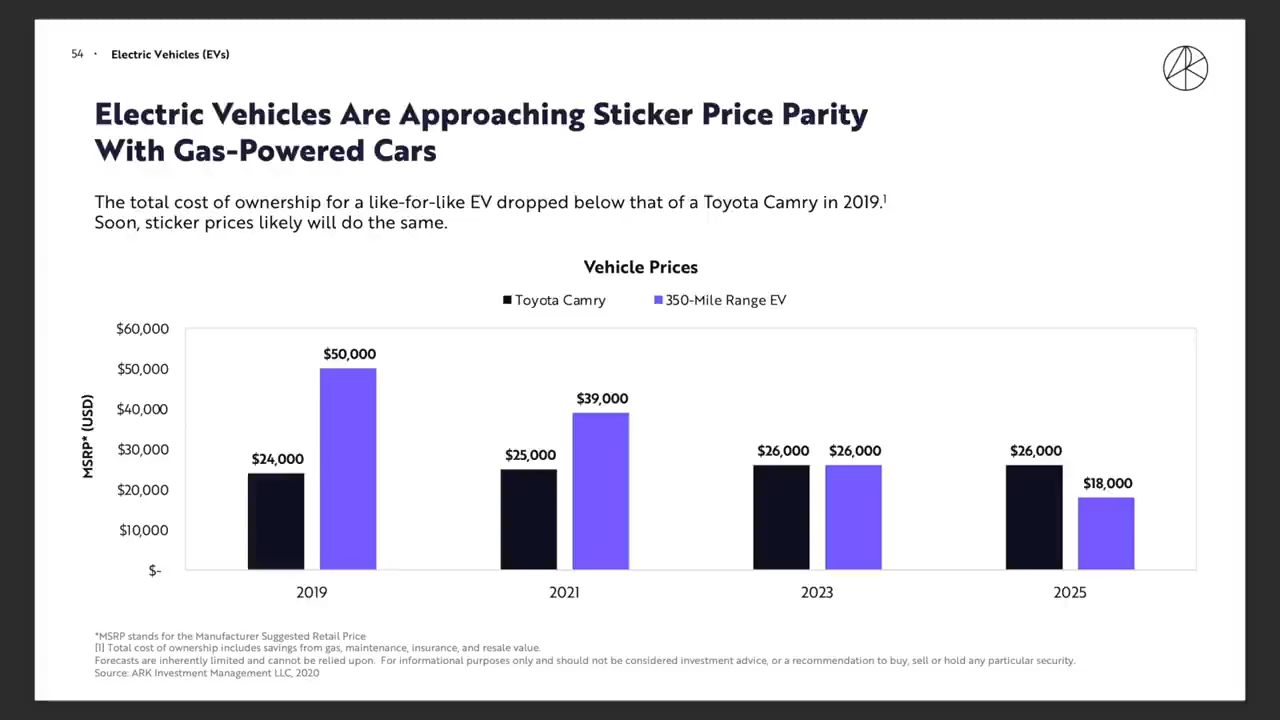 54 · Electric Vehicles (EVs)
ARK
Electric Vehicles Are Approaching Sticker Price Parity
With Gas-Powered Cars
The total cost of ownership for a like-for-like EV dropped below that of a Toyota Camry in 2019.¹
Soon, sticker prices likely will do the same.
Vehicle Prices
Toyota Camry 350-Mile Range EV
MSRP* (USD)
$60,000
$50,000
$40,000
$30,000
$20,000
$10,000
$-
$24,000 $50,000
$25,000 $39,000
$26,000 $26,000
$26,000 $18,000
2019 2021 2023 2025
*MSRP stands for the Manufacturer Suggested Retail Price
[1] Total cost of ownership includes savings from gas, maintenance, insurance, and resale value.
Forecasts are inherently limited and cannot be relied upon. For informational purposes only and should not be considered investment advice, or a recommendation to buy, sell or hold any particular security.
Source: ARK Investment Management LLC, 2020